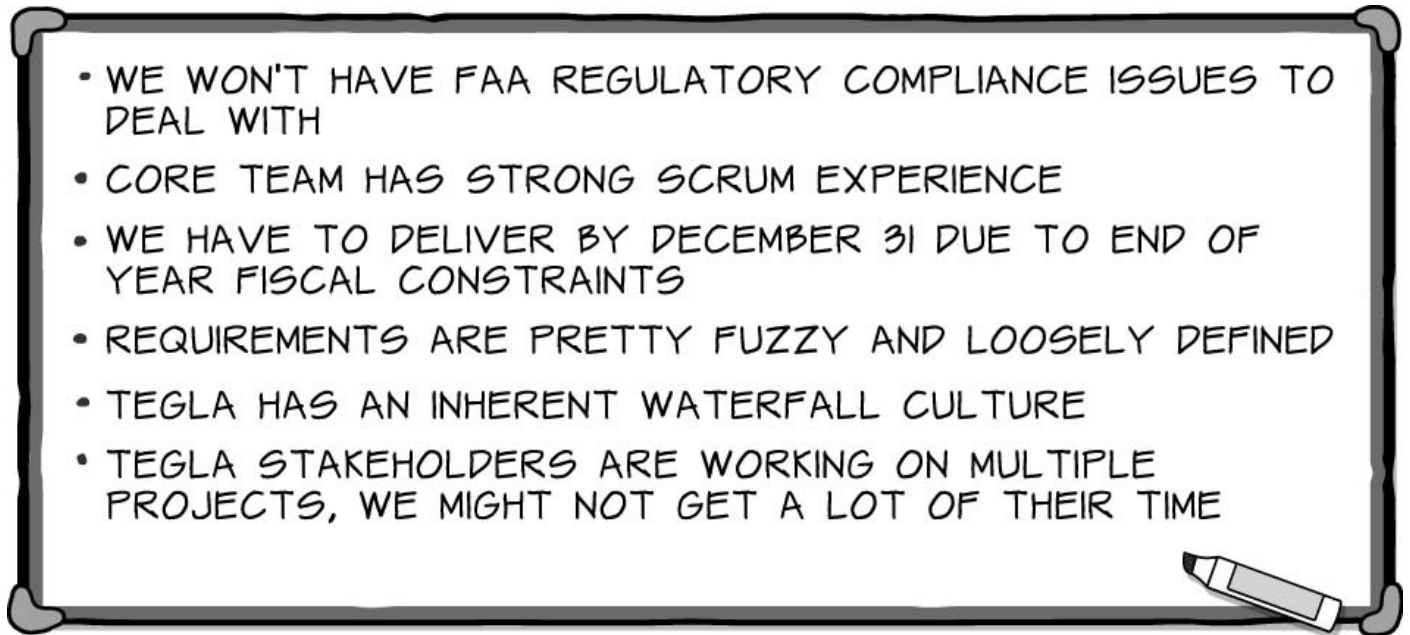 • WE WON'T HAVE FAA REGULATORY COMPLIANCE ISSUES TO
DEAL WITH
• CORE TEAM HAS STRONG SCRUM EXPERIENCE
• WE HAVE TO DELIVER BY DECEMBER 31 DUE TO END OF
YEAR FISCAL CONSTRAINTS
• REQUIREMENTS ARE PRETTY FUZZY AND LOOSELY DEFINED
• TEGLA HAS AN INHERENT WATERFALL CULTURE
• TEGLA STAKEHOLDERS ARE WORKING ON MULTIPLE
PROJECTS, WE MIGHT NOT GET A LOT OF THEIR TIME